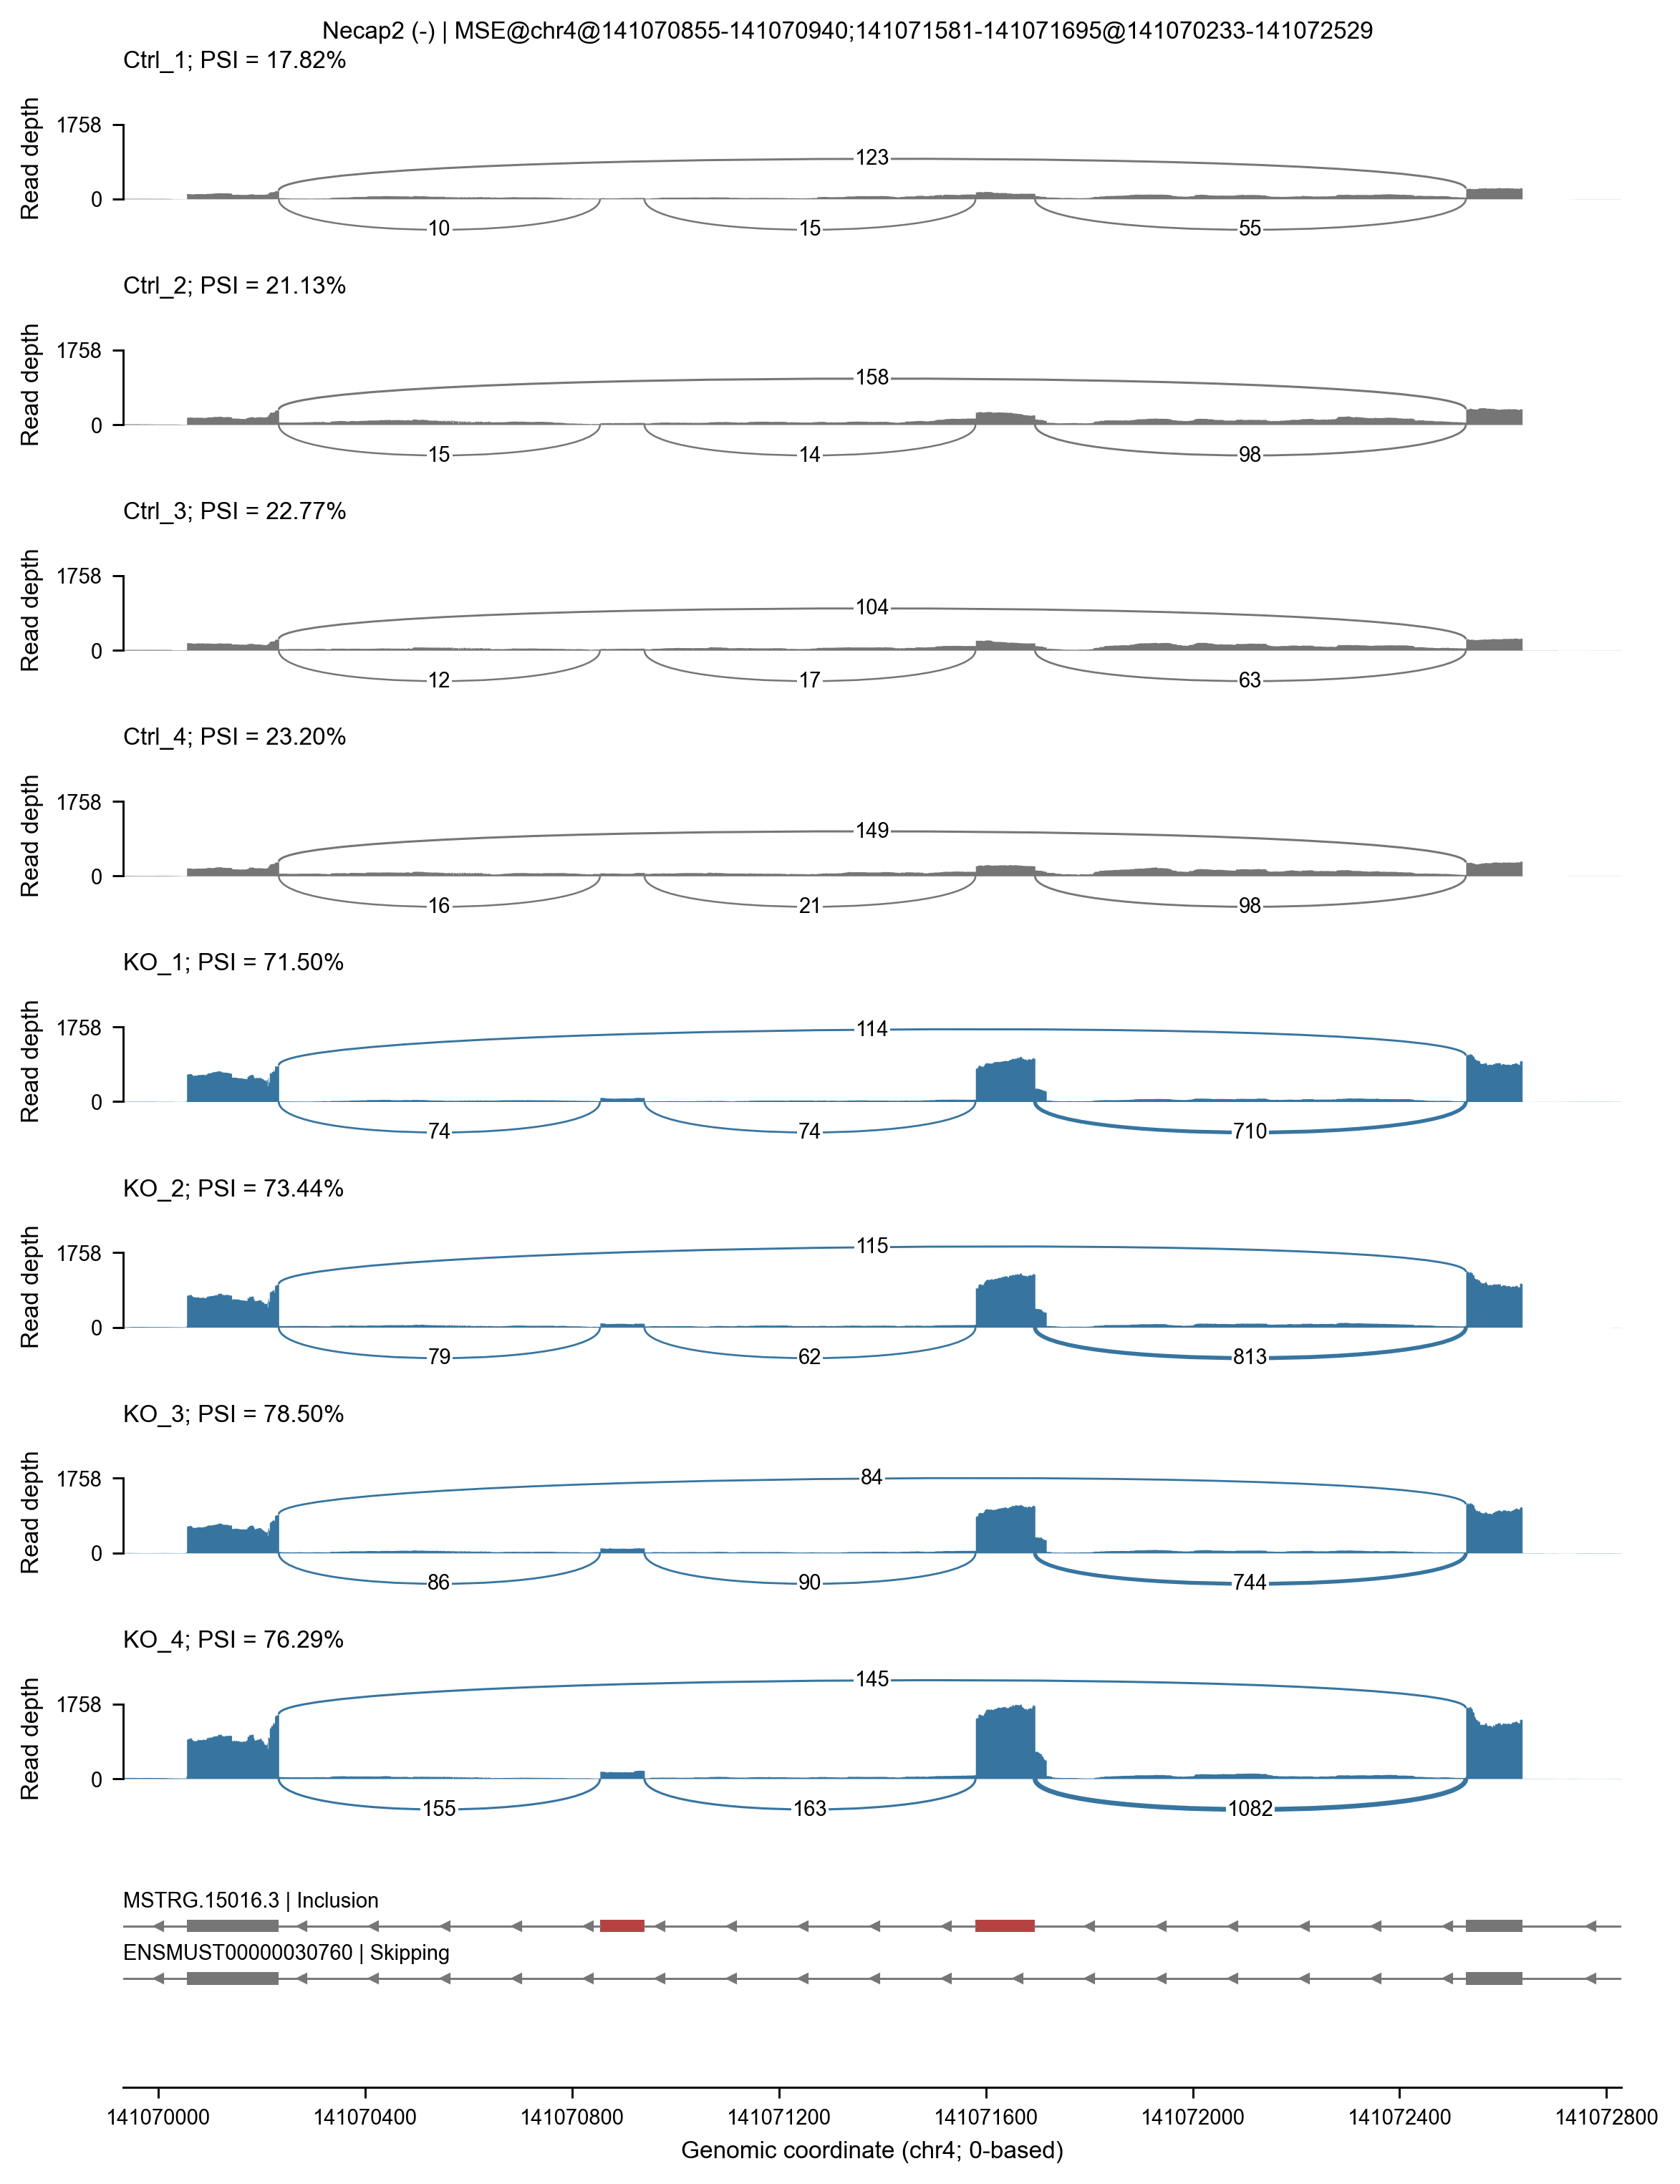 Necap2 (-) | MSE@chr4@141070855-141070940;141071581-141071695@141070233-141072529
Ctrl_1; PSI = 17.82%
Read depth
1758
0
123
10
15
55
Ctrl_2; PSI = 21.13%
Read depth
1758
0
158
15
14
98
Ctrl_3; PSI = 22.77%
Read depth
1758
0
104
12
17
63
Ctrl_4; PSI = 23.20%
Read depth
1758
0
149
16
21
98
KO_1; PSI = 71.50%
Read depth
1758
0
114
74
74
710
KO_2; PSI = 73.44%
Read depth
1758
0
115
79
62
813
KO_3; PSI = 78.50%
Read depth
1758
0
84
86
90
744
KO_4; PSI = 76.29%
Read depth
1758
0
145
155
163
1082
MSTRG.15016.3 | Inclusion
ENSMUST00000030760 | Skipping
141070000 141070400 141070800 141071200 141071600 141072000 141072400 141072800
Genomic coordinate (chr4; 0-based)